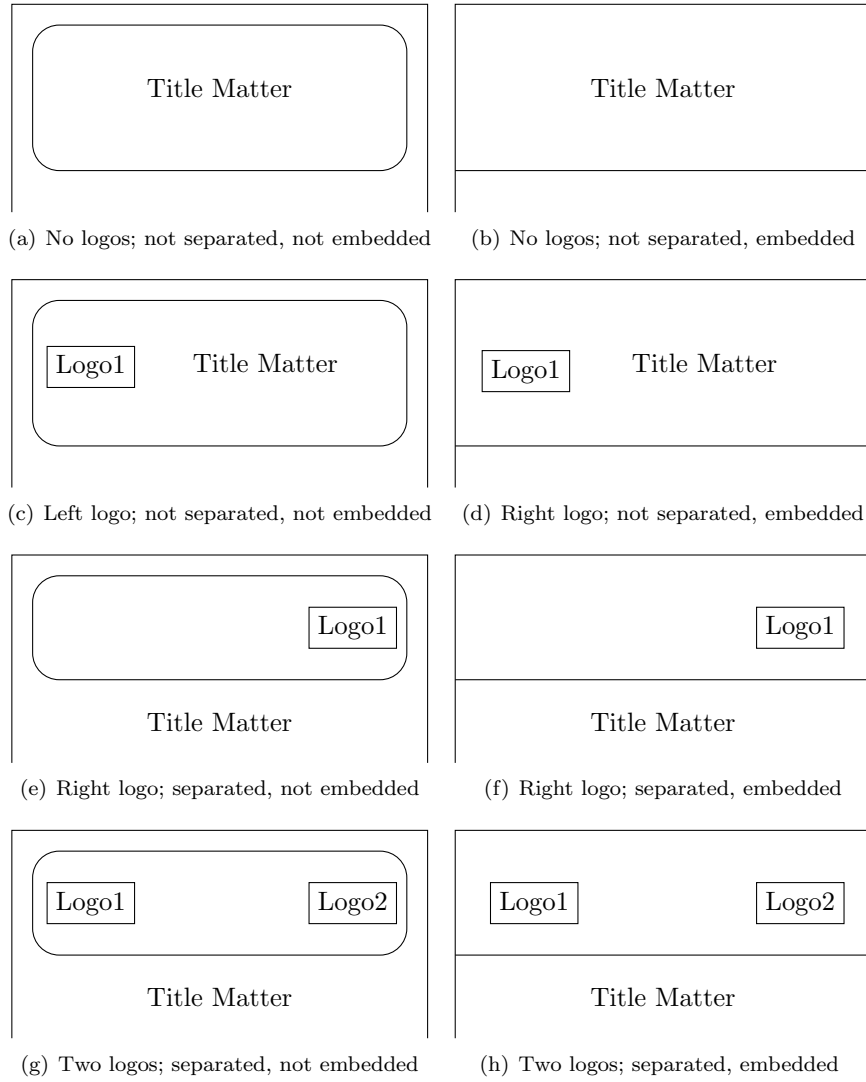 Title Matter
Title Matter
(a) No logos; not separated, not embedded
(b) No logos; not separated, embedded
Logo1
Title Matter
Logo1
Title Matter
(c) Left logo; not separated, not embedded
(d) Right logo; not separated, embedded
Logo1
Title Matter
Logo1
Title Matter
(e) Right logo; separated, not embedded
(f) Right logo; separated, embedded
Logo1
Logo2
Title Matter
Logo1
Logo2
Title Matter
(g) Two logos; separated, not embedded
(h) Two logos; separated, embedded